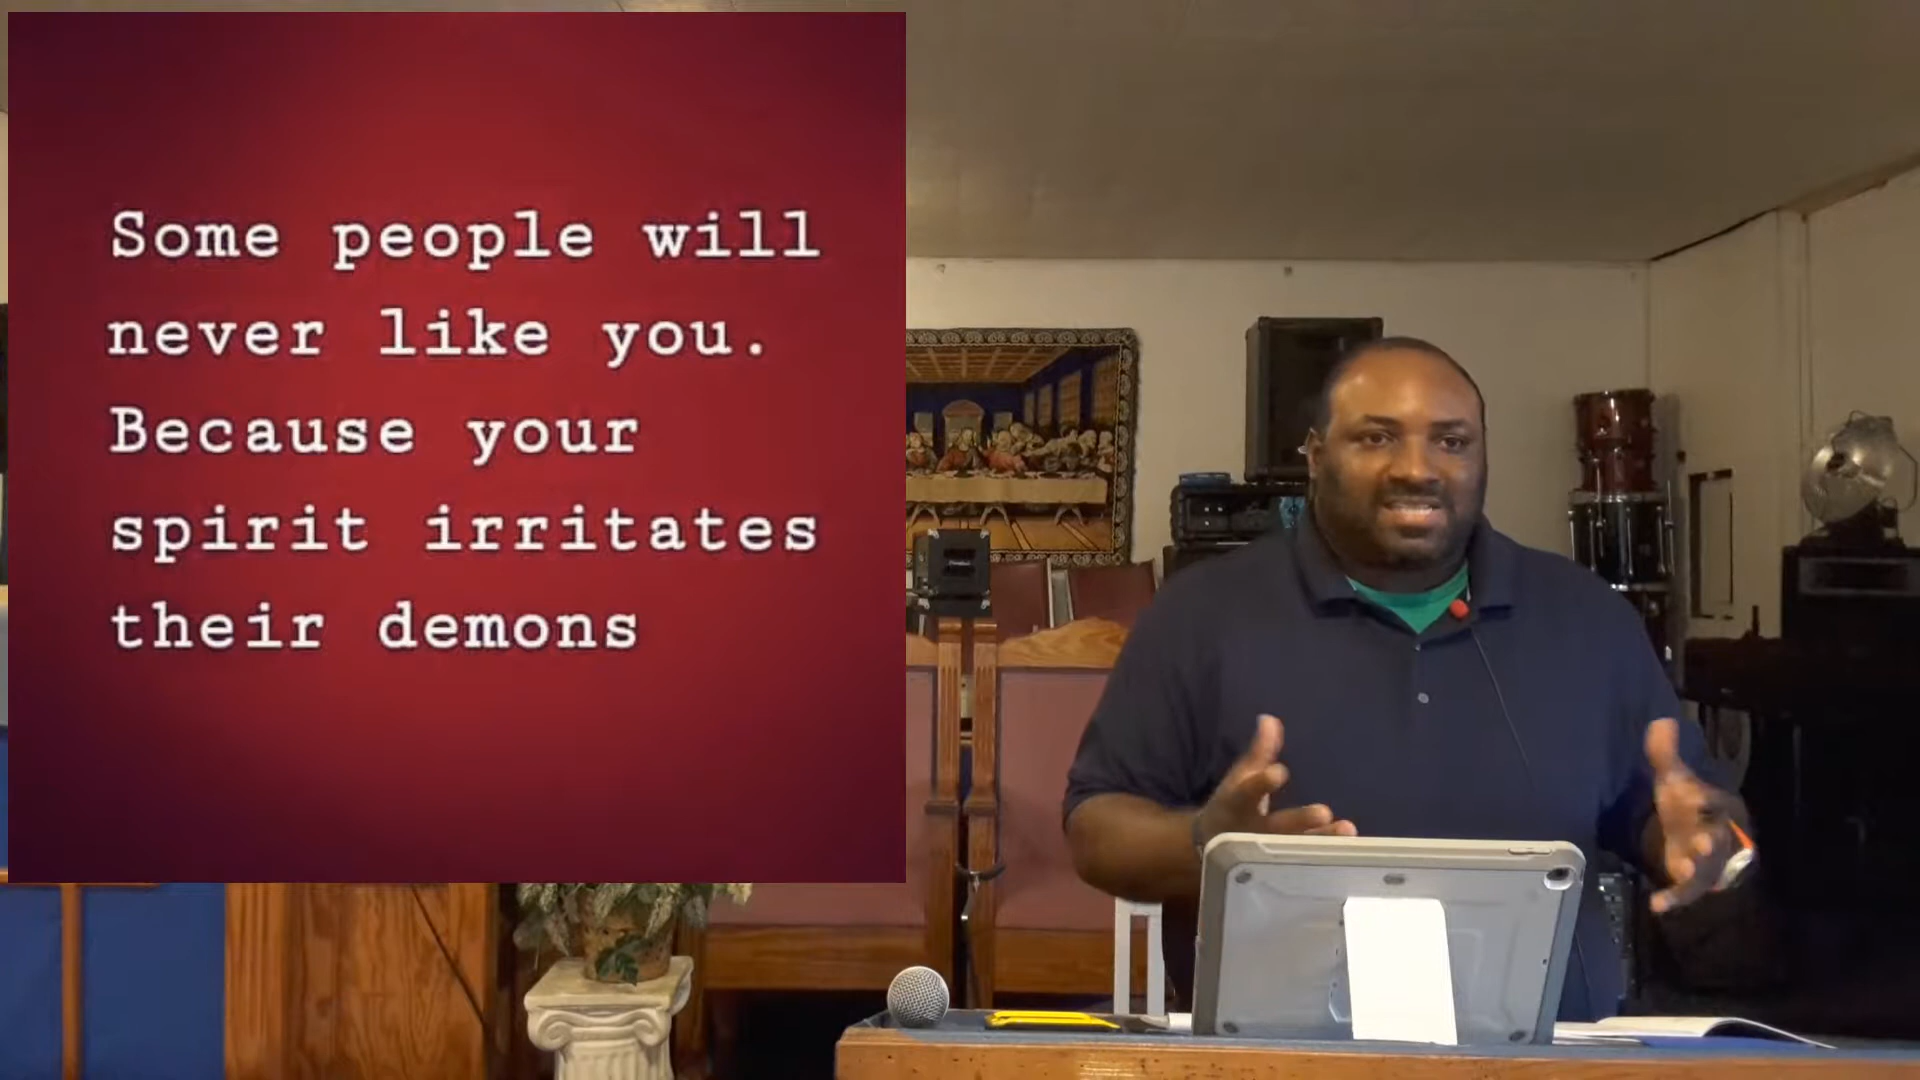 Some people will
never like you.
Because your
spirit irritates
their demons